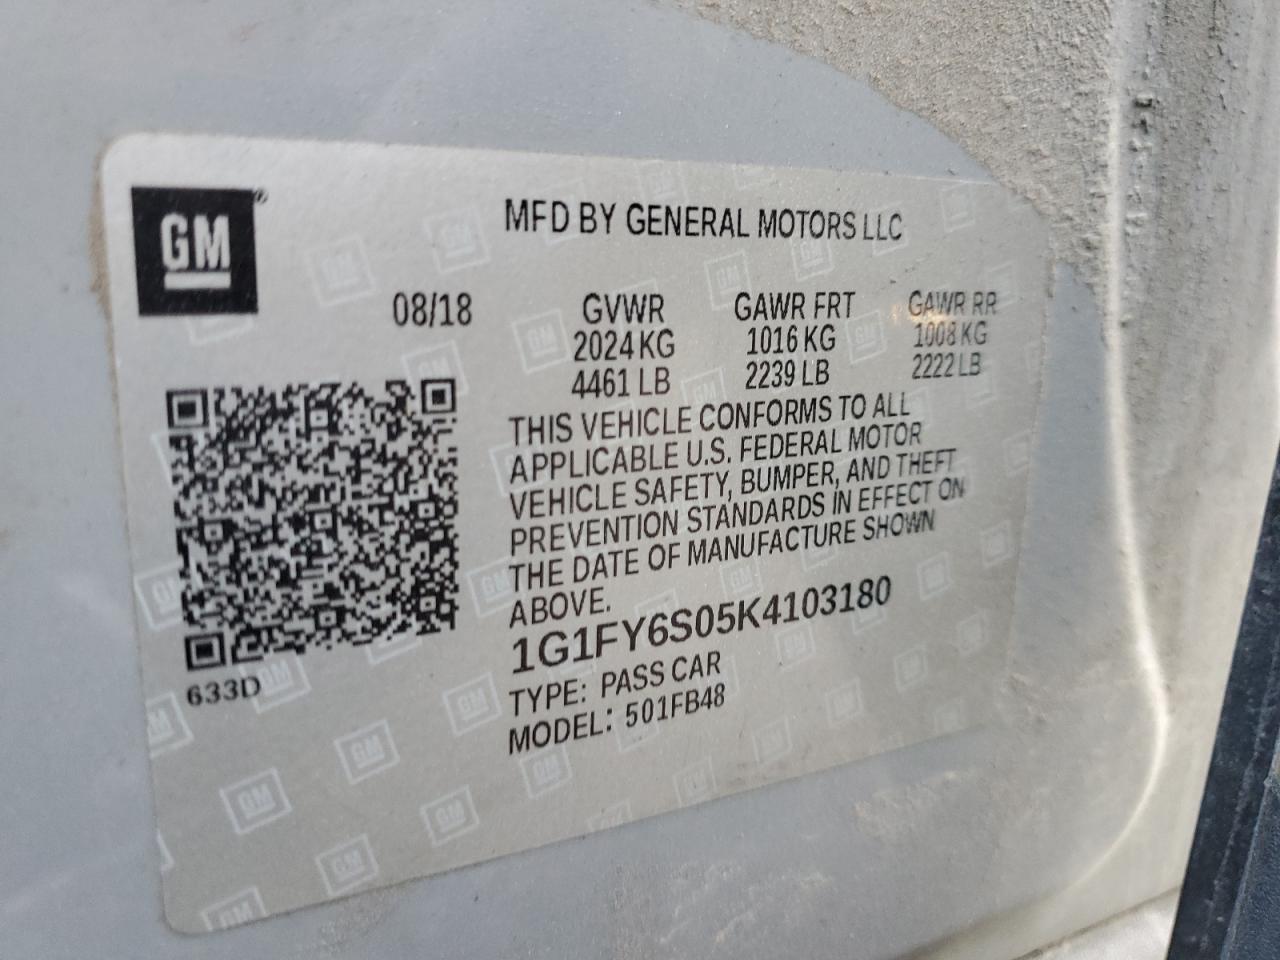 GM
MFD BY GENERAL MOTORS LLC
08/18 GVWR GAWR FRT GAWR RR
2024 KG 1016 KG 1008 KG
4461 LB 2239 LB 2222 LB
THIS VEHICLE CONFORMS TO ALL
APPLICABLE U.S. FEDERAL MOTOR
VEHICLE SAFETY, BUMPER, AND THEFT
PREVENTION STANDARDS IN EFFECT ON
THE DATE OF MANUFACTURE SHOWN
ABOVE.
1G1FY6S05K4103180
TYPE: PASS CAR
MODEL: 501FB48
633D